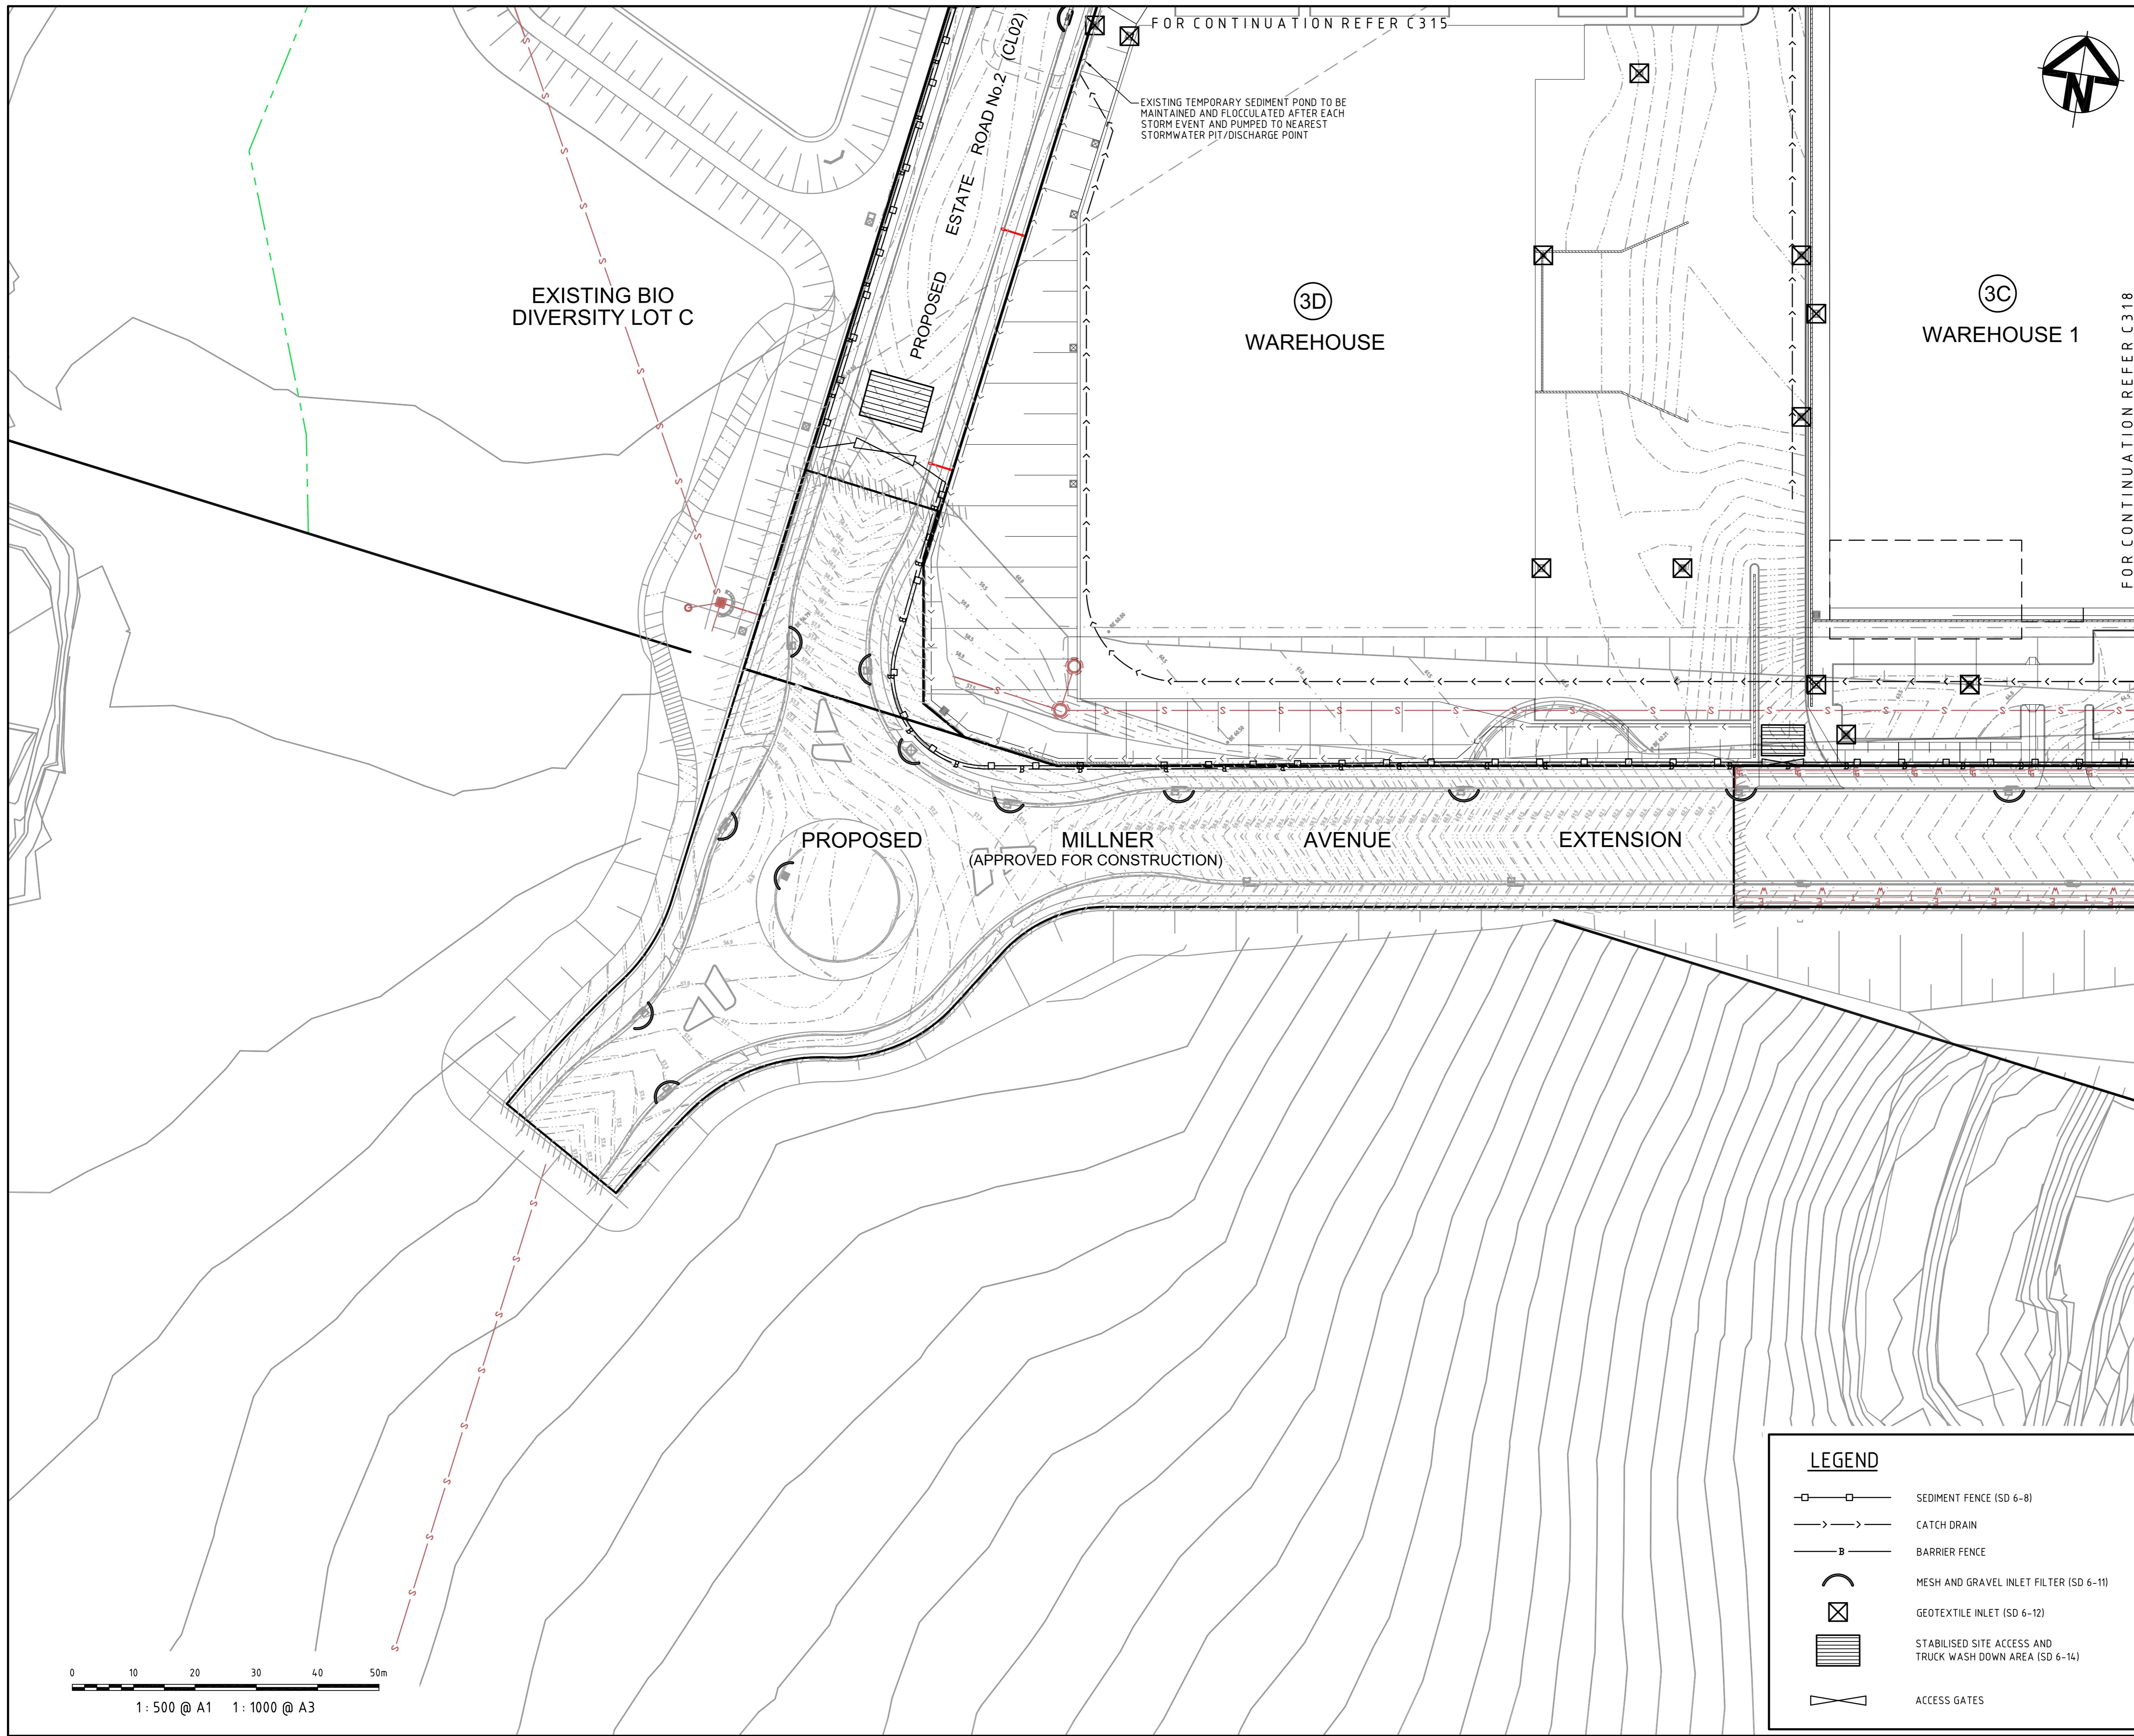 FOR CONTINUATION REFER C315
N
EXISTING TEMPORARY SEDIMENT POND TO BE
MAINTAINED AND FLOCCULATED AFTER EACH
STORM EVENT AND PUMPED TO NEAREST
STORMWATER PIT/DISCHARGE POINT
PROPOSED ESTATE ROAD No.2 (CL02)
EXISTING BIO
DIVERSITY LOT C
3D
WAREHOUSE
3C
WAREHOUSE 1
FOR CONTINUATION REFER C318
PROPOSED MILLNER AVENUE EXTENSION
(APPROVED FOR CONSTRUCTION)
LEGEND
SEDIMENT FENCE (SD 6-8)
CATCH DRAIN
B
BARRIER FENCE
MESH AND GRAVEL INLET FILTER (SD 6-11)
GEOTEXTILE INLET (SD 6-12)
STABILISED SITE ACCESS AND
TRUCK WASH DOWN AREA (SD 6-14)
ACCESS GATES
0 10 20 30 40 50m
1 : 500 @ A1 1 : 1000 @ A3